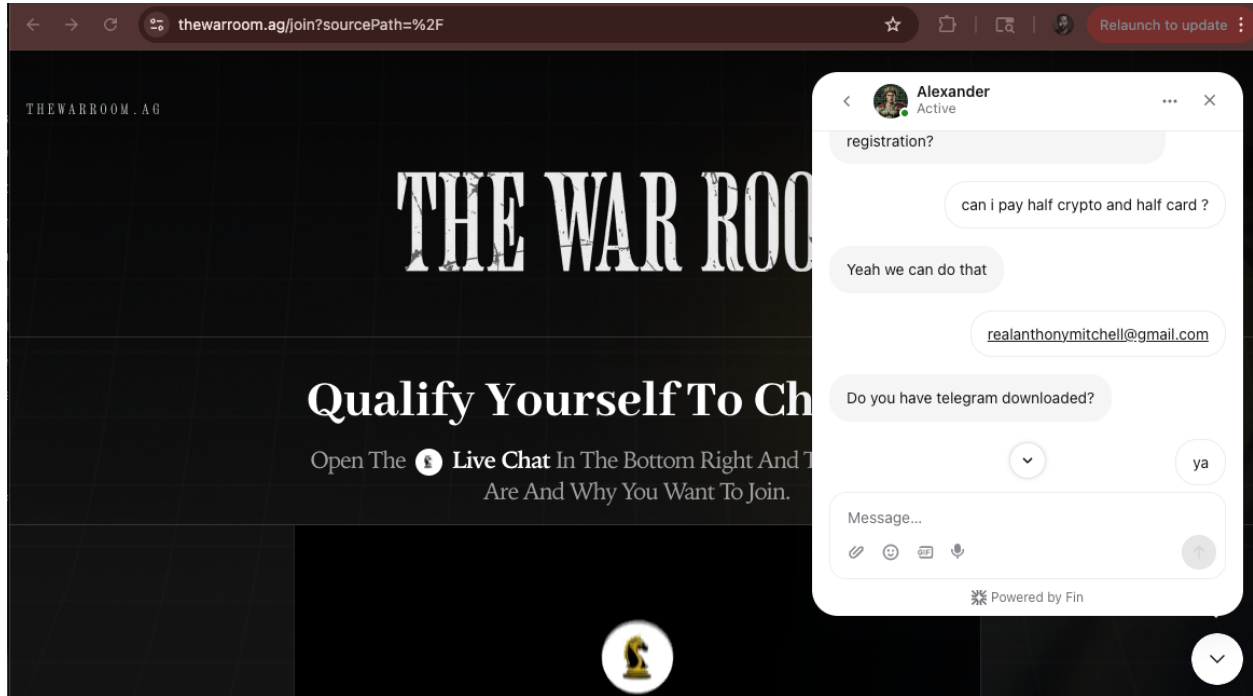 thewarroom.ag/join?sourcePath=%2F
Relaunch to update
THEWARROOM.AG
THE WAR ROO
Qualify Yourself To Ch
Open The Live Chat In The Bottom Right And T
Are And Why You Want To Join.
Alexander
Active
registration?
can i pay half crypto and half card ?
Yeah we can do that
realanthonymitchell@gmail.com
Do you have telegram downloaded?
ya
Message...
GIF
Powered by Fin